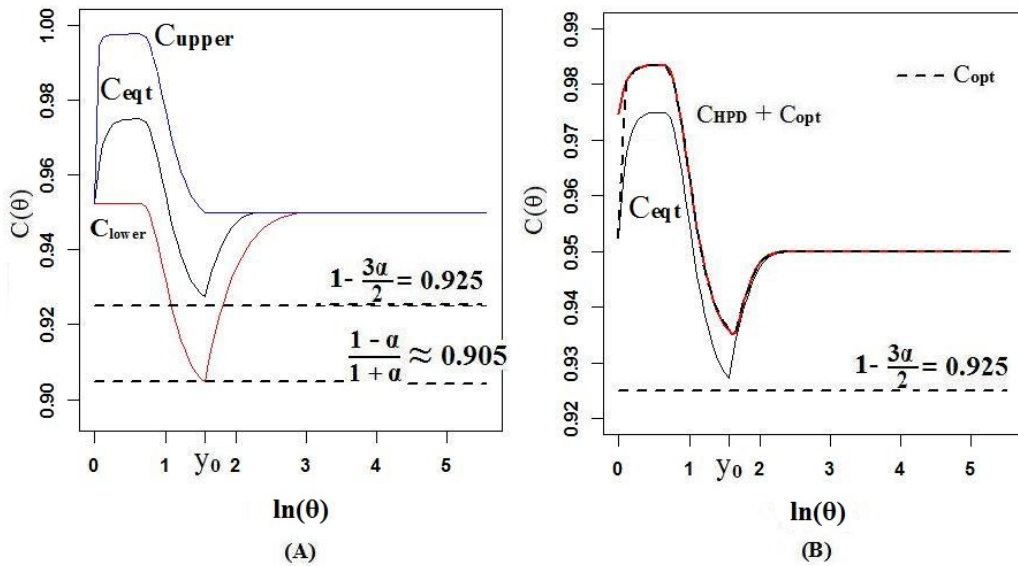 1.00
0.98
0.96
0.94
0.92
0.90
C(θ)
Cupper
Ceqt
Clower
1- 3α/2 = 0.925
1 - α / 1 + α ≈ 0.905
0 1 y0 2 3 4 5
ln(θ)
(A)
0.99
0.98
0.97
0.96
0.95
0.94
0.93
0.92
C(θ)
Copt
CHPD + Copt
Ceqt
1- 3α/2 = 0.925
0 1 y0 2 3 4 5
ln(θ)
(B)